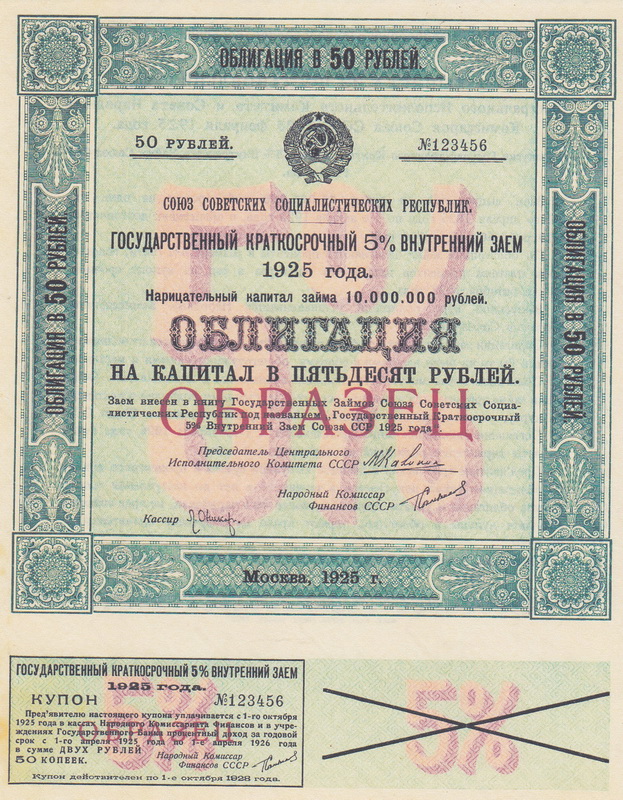 ОБЛИГАЦИЯ В 50 РУБЛЕЙ.
50 РУБЛЕЙ.
№123456
СОЮЗ СОВЕТСКИХ СОЦИАЛИСТИЧЕСКИХ РЕСПУБЛИК.
ГОСУДАРСТВЕННЫЙ КРАТКОСРОЧНЫЙ 5% ВНУТРЕННИЙ ЗАЕМ
1925 года.
Нарицательный капитал займа 10.000.000 рублей.
ОБЛИГАЦИЯ
НА КАПИТАЛ В ПЯТЬДЕСЯТ РУБЛЕЙ.
ОБРАЗЕЦ
Заем внесен в книгу Государственных Займов Союза Советских Социа-
листических Республик под названием „Государственный Краткосрочный
5% Внутренний Заем Союза ССР 1925 года“.
Председатель Центрального
Исполнительного Комитета СССР
Народный Комиссар
Финансов СССР
Кассир
5%
ОБЛИГАЦИЯ В 50 РУБЛЕЙ.
ОБЛИГАЦИЯ В 50 РУБЛЕЙ.
Москва, 1925 г.
ГОСУДАРСТВЕННЫЙ КРАТКОСРОЧНЫЙ 5% ВНУТРЕННИЙ ЗАЕМ
1925 года.
КУПОН №123456
Пред'явителю настоящего купона уплачивается с 1-го октября
1925 года в кассах Народного Комиссариата Финансов и в учре-
ждениях Государственного Банка процентный доход за годовой
срок с 1-го апреля 1925 года по 1-е апреля 1926 года
в сумме ДВУХ РУБЛЕЙ
50 КОПЕЕК.
Народный Комиссар
Финансов СССР
ОБРАЗЕЦ
Купон действителен по 1-е октября 1928 года.
5%
5%